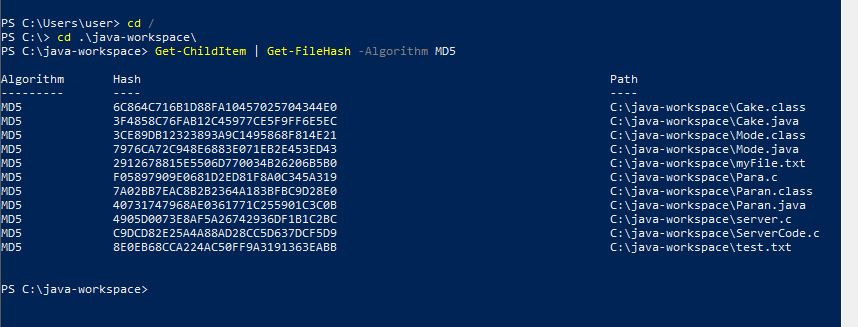 PS C:\Users\user> cd /
PS C:\> cd .\java-workspace\
PS C:\java-workspace> Get-ChildItem | Get-FileHash -Algorithm MD5
Algorithm Hash Path
--------- ---- ----
MD5 6C864C716B1D88FA10457025704344E0 C:\java-workspace\Cake.class
MD5 3F4858C76FAB12C45977CE5F9FF6E5EC C:\java-workspace\Cake.java
MD5 3CE89DB12323893A9C1495868F814E21 C:\java-workspace\Mode.class
MD5 7976CA72C948E6883E071EB2E453ED43 C:\java-workspace\Mode.java
MD5 2912678815E5506D770034B26206B5B0 C:\java-workspace\myFile.txt
MD5 F05897909E0681D2ED81F8A0C345A319 C:\java-workspace\Para.c
MD5 7A02BB7EAC8B2B2364A183BFBC9D28E0 C:\java-workspace\Paran.class
MD5 40731747968AE0361771C255901C3C0B C:\java-workspace\Paran.java
MD5 4905D0073E8AF5A26742936DF1B1C2BC C:\java-workspace\server.c
MD5 C9DCD82E25A4A88AD28CC5D637DCF5D9 C:\java-workspace\ServerCode.c
MD5 8E0EB68CCA224AC50FF9A3191363EABB C:\java-workspace\test.txt
PS C:\java-workspace>